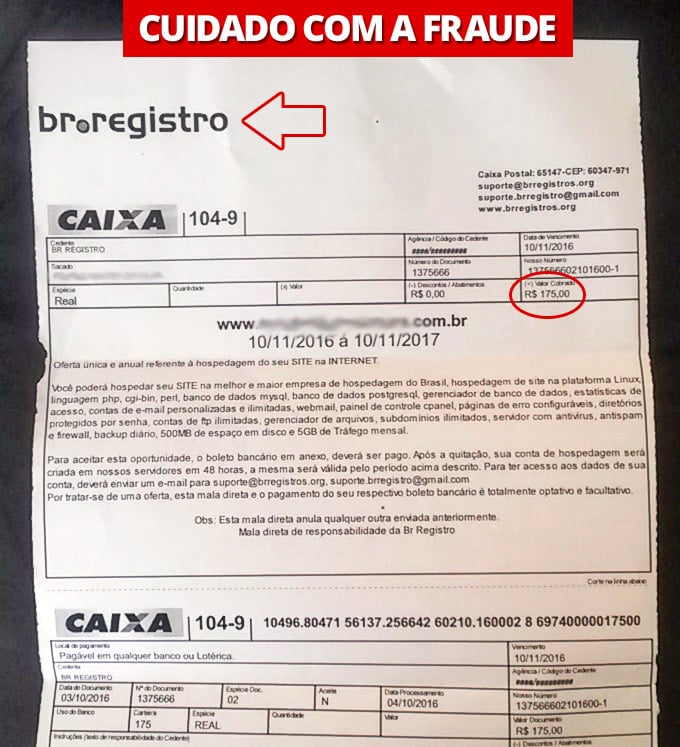 CUIDADO COM A FRAUDE
br.registro
Caixa Postal: 65147-CEP: 60347-971
suporte@brregistros.org
suporte.brregistro@gmail.com
www.brregistros.org
CAIXA 104-9
Cedente Agência / Código do Cedente Data de Vencimento
BR REGISTRO ####/######### 10/11/2016
Sacado Número do Documento Nosso Número
1375666 137566602101600-1
Espécie Quantidade (x) Valor (-) Descontos / Abatimentos (=) Valor Cobrado
Real R$ 0,00 R$ 175,00
www. .com.br
10/11/2016 à 10/11/2017
Oferta única e anual referente à hospedagem do seu SITE na INTERNET.
Você poderá hospedar seu SITE na melhor e maior empresa de hospedagem do Brasil, hospedagem de site na plataforma Linux,
linguagem php, cgi-bin, perl, banco de dados mysql, banco de dados postgresql, gerenciador de banco de dados, estatísticas de
acesso, contas de e-mail personalizadas e ilimitadas, webmail, painel de controle cpanel, páginas de erro configuráveis, diretórios
protegidos por senha, contas de ftp ilimitadas, gerenciador de arquivos, subdomínios ilimitados, servidor com antivirus, antispam
e firewall, backup diário, 500MB de espaço em disco e 5GB de Tráfego mensal.
Para aceitar esta oportunidade, o boleto bancário em anexo, deverá ser pago. Após a quitação, sua conta de hospedagem será
criada em nossos servidores em 48 horas, a mesma será válida pelo período acima descrito. Para ter acesso aos dados de sua
conta, deverá enviar um e-mail para suporte@brregistros.org, suporte.brregistro@gmail.com
Por tratar-se de uma oferta, esta mala direta e o pagamento do seu respectivo boleto bancário é totalmente optativo e facultativo.
Obs: Esta mala direta anula qualquer outra enviada anteriormente.
Mala direta de responsabilidade da Br Registro
Corte na linha abaixo
CAIXA 104-9 10496.80471 56137.256642 60210.160002 8 69740000017500
Local de pagamento Vencimento
Pagável em qualquer banco ou Lotérica. 10/11/2016
Cedente Agência / Código do Cedente
BR REGISTRO ####/#########
Data do Documento Nº do Documento Espécie Doc. Aceite Data Processamento Nosso Número
03/10/2016 1375666 02 N 04/10/2016 137566602101600-1
Uso do Banco Carteira Espécie Quantidade Valor Valor Documento
175 REAL R$ 175,00
Instruções (texto de responsabilidade do Cedente) (-) Descontos / Abatimentos